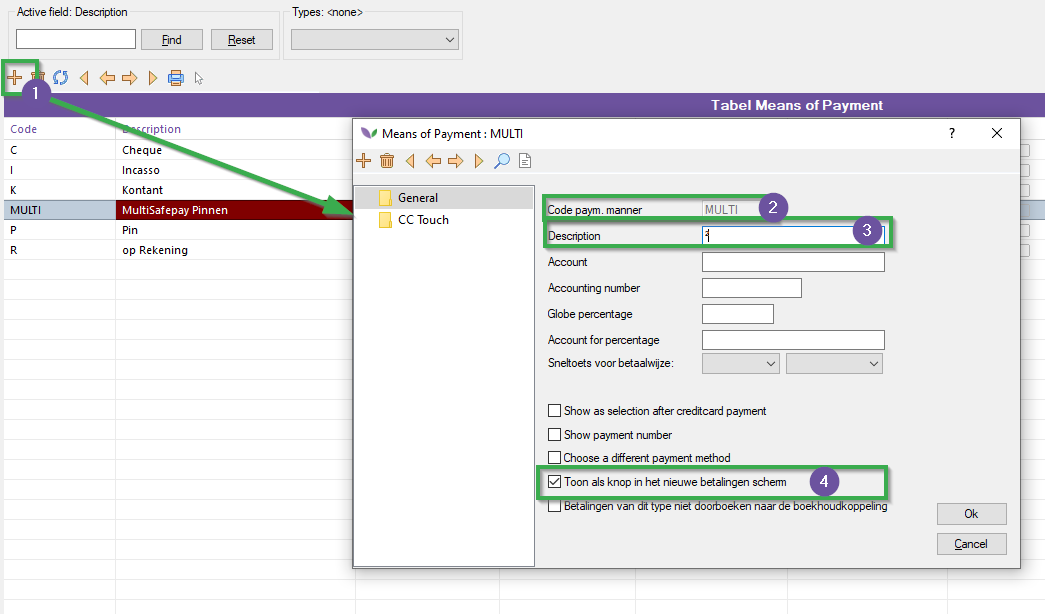 Active field: Description
Types: <none>
Find
Reset
1
Tabel Means of Payment
Code
Description
C
Cheque
I
Incasso
K
Kontant
MULTI
MultiSafepay Pinnen
P
Pin
R
op Rekening
Means of Payment : MULTI
?
General
CC Touch
Code paym. manner
MULTI
2
Description
3
Account
Accounting number
Globe percentage
Account for percentage
Sneltoets voor betaalwijze:
Show as selection after creditcard payment
Show payment number
Choose a different payment method
Toon als knop in het nieuwe betalingen scherm
4
Betalingen van dit type niet doorboeken naar de boekhoudkoppeling
Ok
Cancel